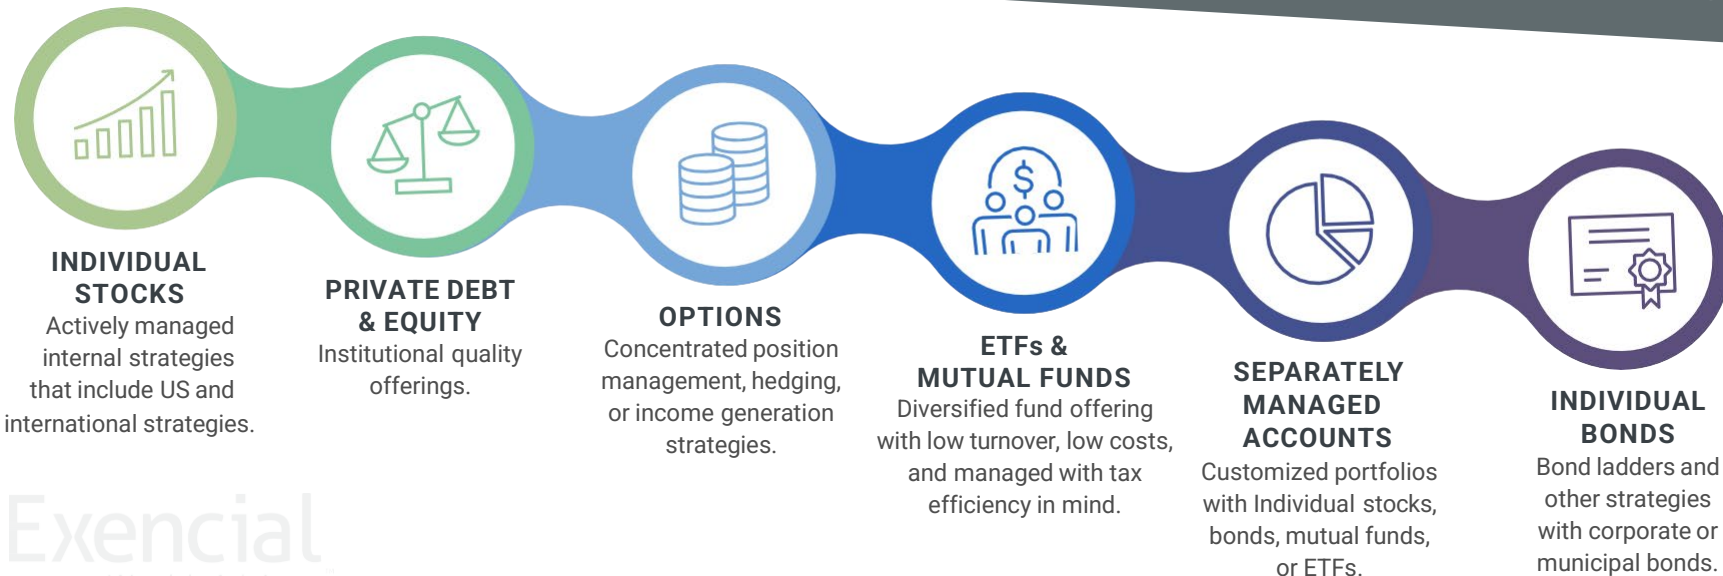 INDIVIDUAL
STOCKS
Actively managed
internal strategies
that include US and
international strategies.
PRIVATE DEBT
& EQUITY
Institutional quality
offerings.
OPTIONS
Concentrated position
management, hedging,
or income generation
strategies.
$
ETFs &
MUTUAL FUNDS
Diversified fund offering
with low turnover, low costs,
and managed with tax
efficiency in mind.
SEPARATELY
MANAGED
ACCOUNTS
Customized portfolios
with Individual stocks,
bonds, mutual funds,
or ETFs.
INDIVIDUAL
BONDS
Bond ladders and
other strategies
with corporate or
municipal bonds.
Exencial